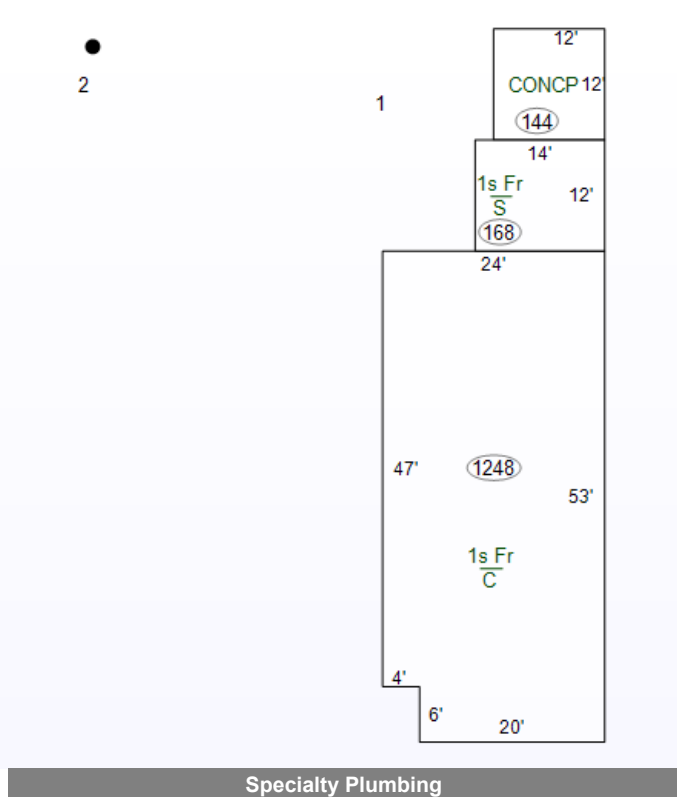 12'
2
CONCP 12'
1
144
14'
1s Fr
S
12'
168
24'
47'
1248
53'
1s Fr
C
4'
6'
20'
Specialty Plumbing